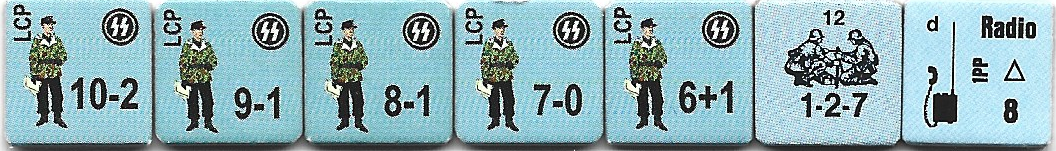 LCP
10-2
LCP
9-1
LCP
8-1
LCP
7-0
LCP
6+1
12
1-2-7
d
Radio
1PP
8